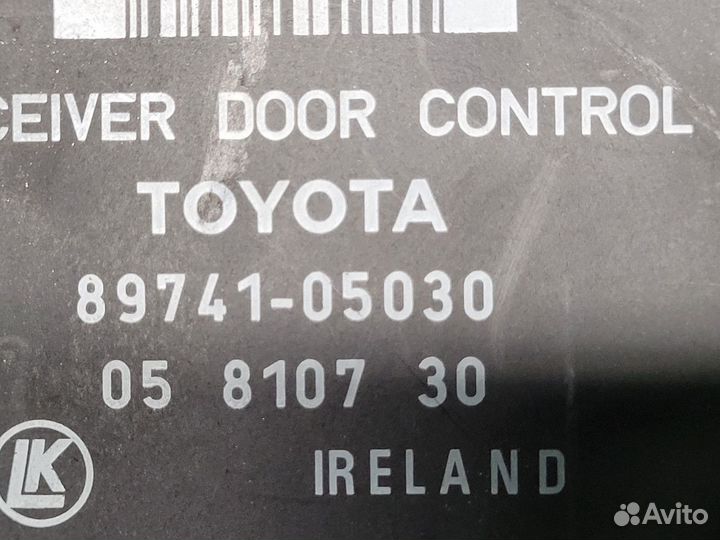 CEIVER DOOR CONTROL
TOYOTA
89741-05030
05 8107 30
LK
IRELAND
Avito